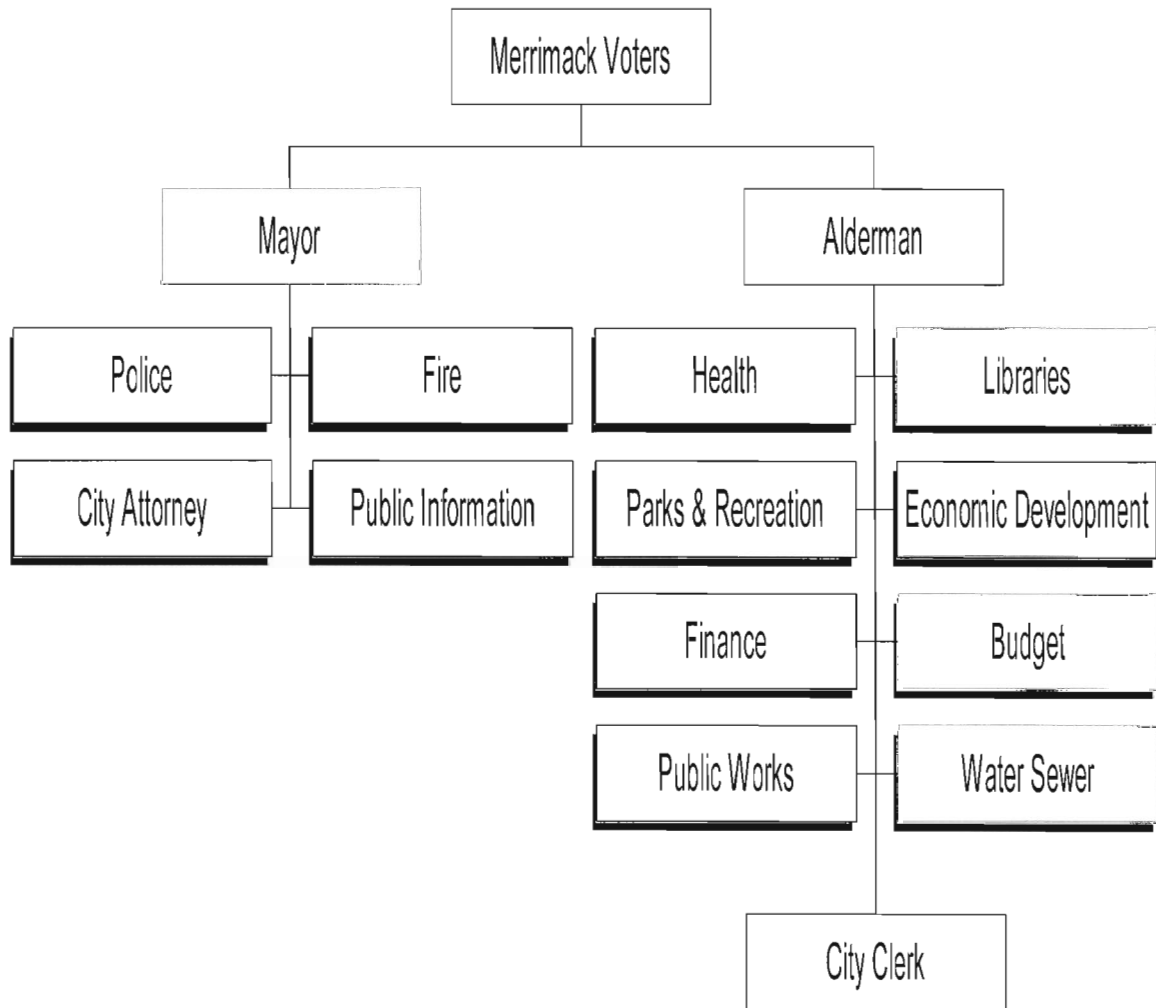 Merrimack Voters
Mayor
Alderman
Police
Fire
Health
Libraries
City Attorney
Public Information
Parks & Recreation
Economic Development
Finance
Budget
Public Works
Water Sewer
City Clerk